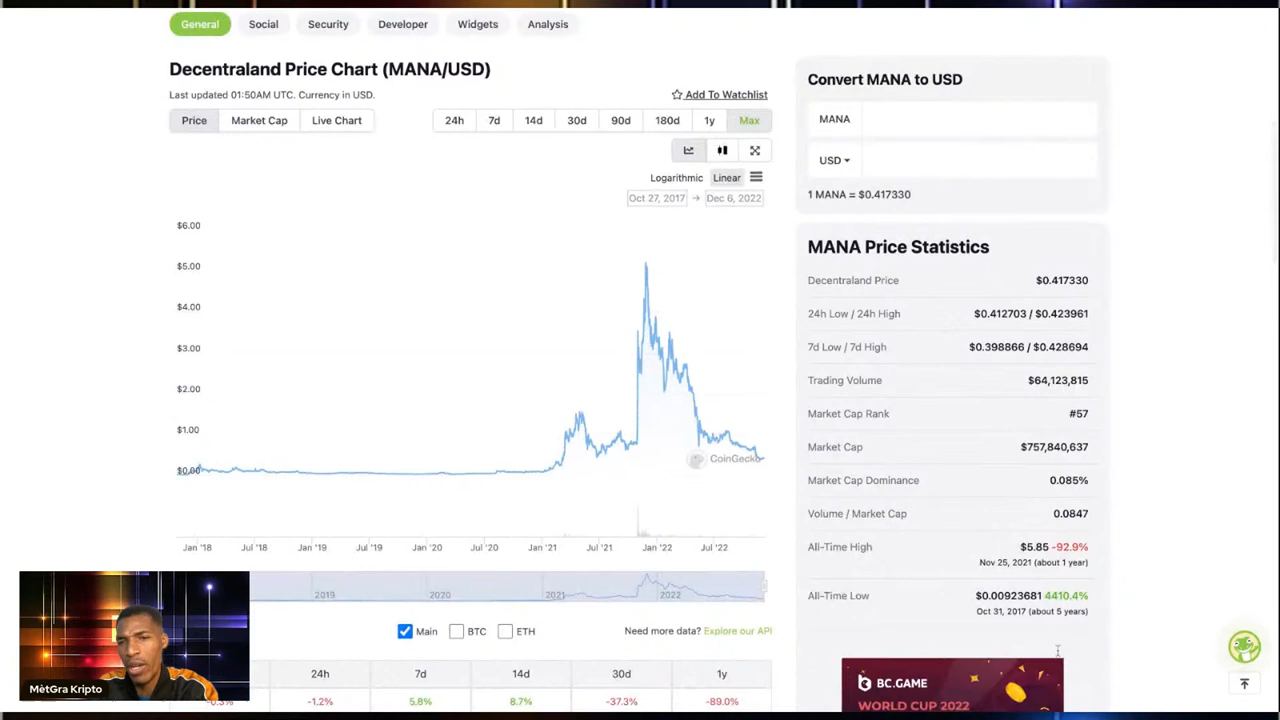 General Social Security Developer Widgets Analysis
Decentraland Price Chart (MANA/USD)
Last updated 01:50AM UTC. Currency in USD.
Add To Watchlist
Price Market Cap Live Chart
24h 7d 14d 30d 90d 180d 1y Max
Logarithmic Linear
Oct 27, 2017 → Dec 6, 2022
$6.00
$5.00
$4.00
$3.00
$2.00
$1.00
$0.00
CoinGecko
Jan '18 Jul '18 Jan '19 Jul '19 Jan '20 Jul '20 Jan '21 Jul '21 Jan '22 Jul '22
2019 2020 2021 2022
Main BTC ETH
Need more data? Explore our API
24h 7d 14d 30d 1y
-0.3% -1.2% 5.8% 8.7% -37.3% -89.0%
MètGra Kripto
Convert MANA to USD
MANA
USD
1 MANA = $0.417330
MANA Price Statistics
Decentraland Price $0.417330
24h Low / 24h High $0.412703 / $0.423961
7d Low / 7d High $0.398866 / $0.428694
Trading Volume $64,123,815
Market Cap Rank #57
Market Cap $757,840,637
Market Cap Dominance 0.085%
Volume / Market Cap 0.0847
All-Time High $5.85 -92.9%
Nov 25, 2021 (about 1 year)
All-Time Low $0.00923681 4410.4%
Oct 31, 2017 (about 5 years)
BC.GAME
WORLD CUP 2022